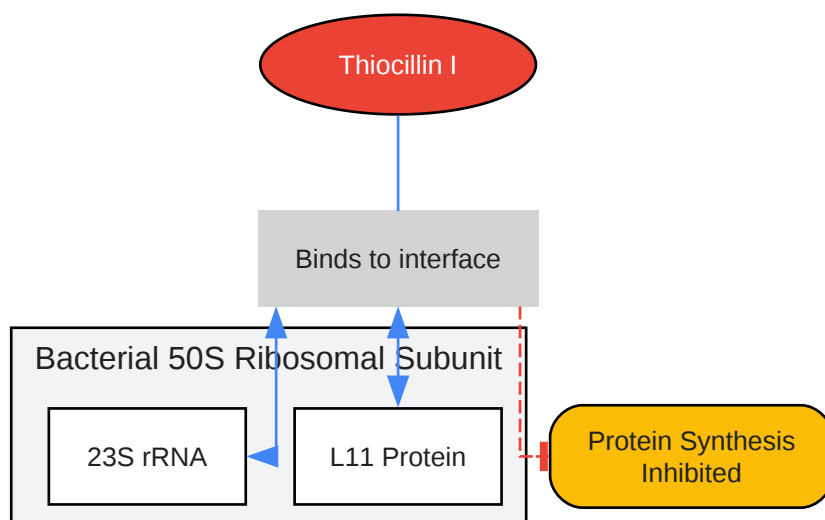 Thiocillin I
Binds to interface
Bacterial 50S Ribosomal Subunit
23S rRNA
L11 Protein
Protein Synthesis
Inhibited